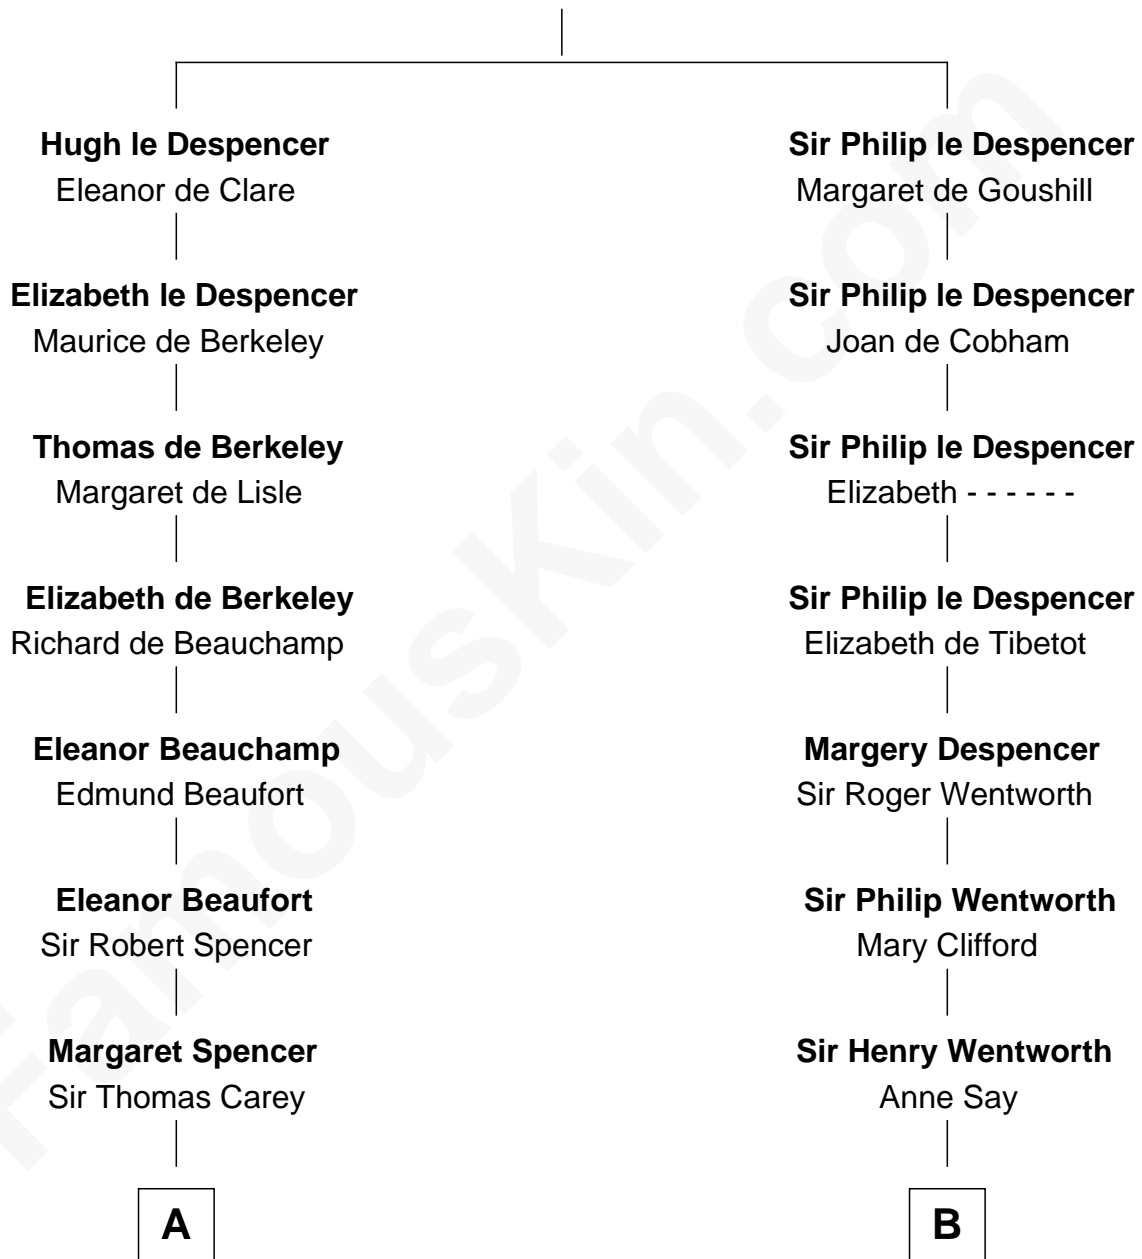 Hugh le Despencer
Eleanor de Clare
Elizabeth le Despencer
Maurice de Berkeley
Thomas de Berkeley
Margaret de Lisle
Elizabeth de Berkeley
Richard de Beauchamp
Eleanor Beauchamp
Edmund Beaufort
Eleanor Beaufort
Sir Robert Spencer
Margaret Spencer
Sir Thomas Carey
A
Sir Philip le Despencer
Margaret de Goushill
Sir Philip le Despencer
Joan de Cobham
Sir Philip le Despencer
Elizabeth - - - - - -
Sir Philip le Despencer
Elizabeth de Tibetot
Margery Despencer
Sir Roger Wentworth
Sir Philip Wentworth
Mary Clifford
Sir Henry Wentworth
Anne Say
B
FamousKin.com